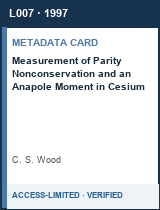 L007 · 1997
METADATA CARD
Measurement of Parity
Nonconservation and an
Anapole Moment in Cesium
C. S. Wood
ACCESS-LIMITED · VERIFIED